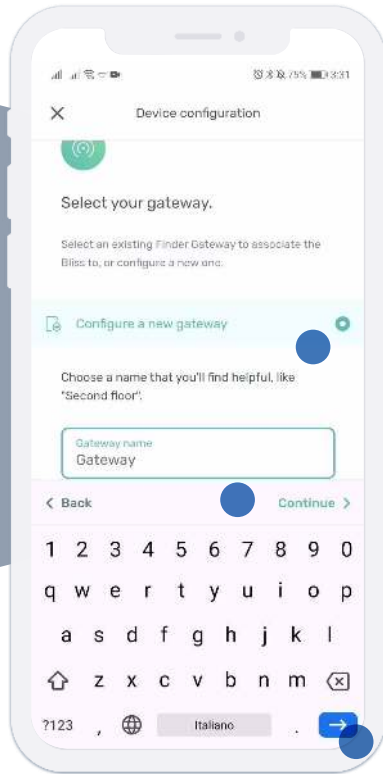 75% 3:31
Device configuration
Select your gateway.
Select an existing Finder Gateway to associate the
Bliss to, or configure a new one.
Configure a new gateway
Choose a name that you'll find helpful, like
"Second floor".
Gateway name
Gateway
Back Continue
1 2 3 4 5 6 7 8 9 0
q w e r t y u i o p
a s d f g h j k l
z x c v b n m
?123 , Italiano .